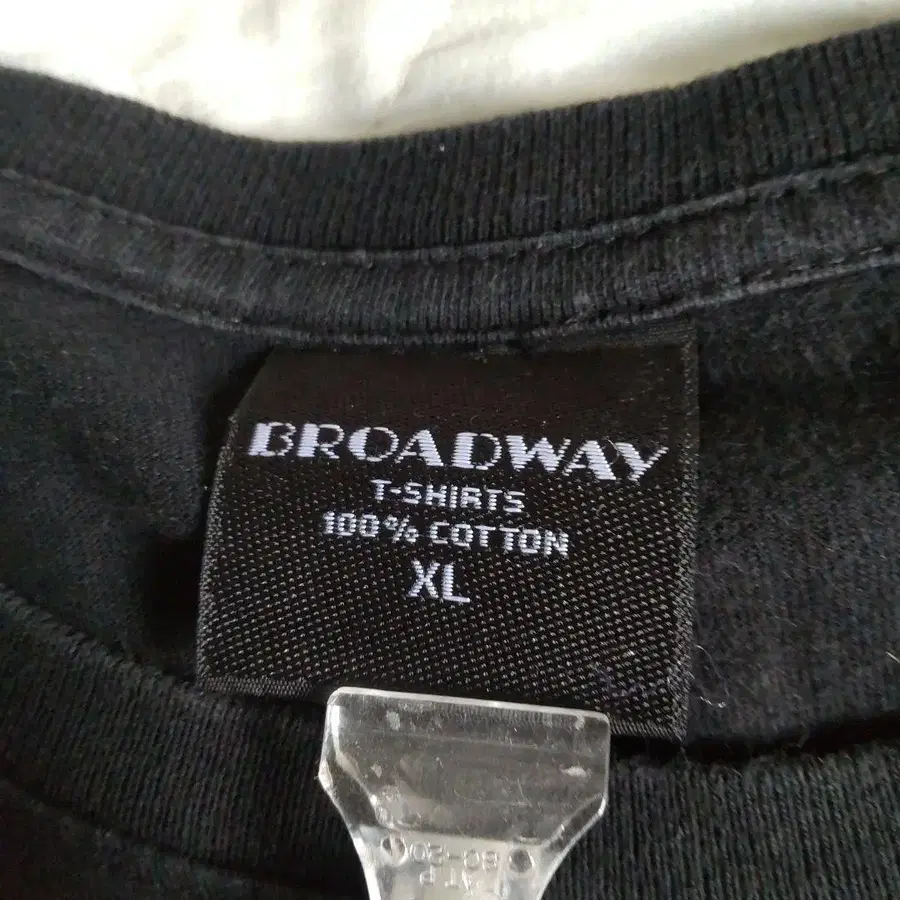 BROADWAY
T-SHIRTS
100% COTTON
XL